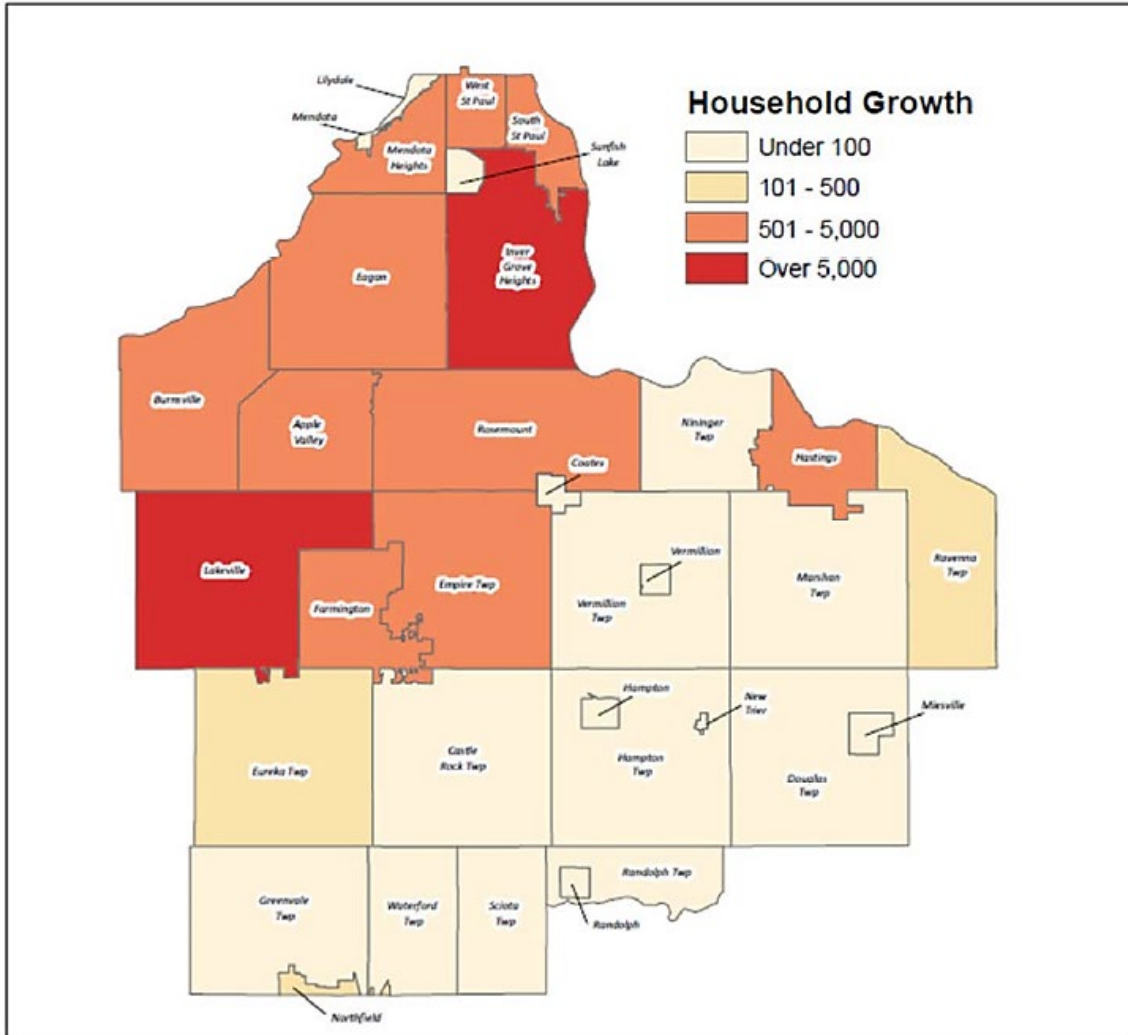 Lilydale
West
St Paul
Household Growth
Mendota
South
St Paul
Under 100
Mendota
Heights
Sunfish
Lake
101 - 500
501 - 5,000
Over 5,000
Inver
Grove
Heights
Eagan
Burnsville
Apple
Valley
Rosemount
Nininger
Twp
Coates
Hastings
Lakeville
Farmington
Empire Twp
Vermillion
Vermillion
Twp
Marshan
Twp
Ravenna
Twp
Hampton
New
Trier
Miesville
Eureka Twp
Castle
Rock Twp
Hampton
Twp
Douglas
Twp
Greenvale
Twp
Waterford
Twp
Sciota
Twp
Randolph Twp
Randolph
Northfield